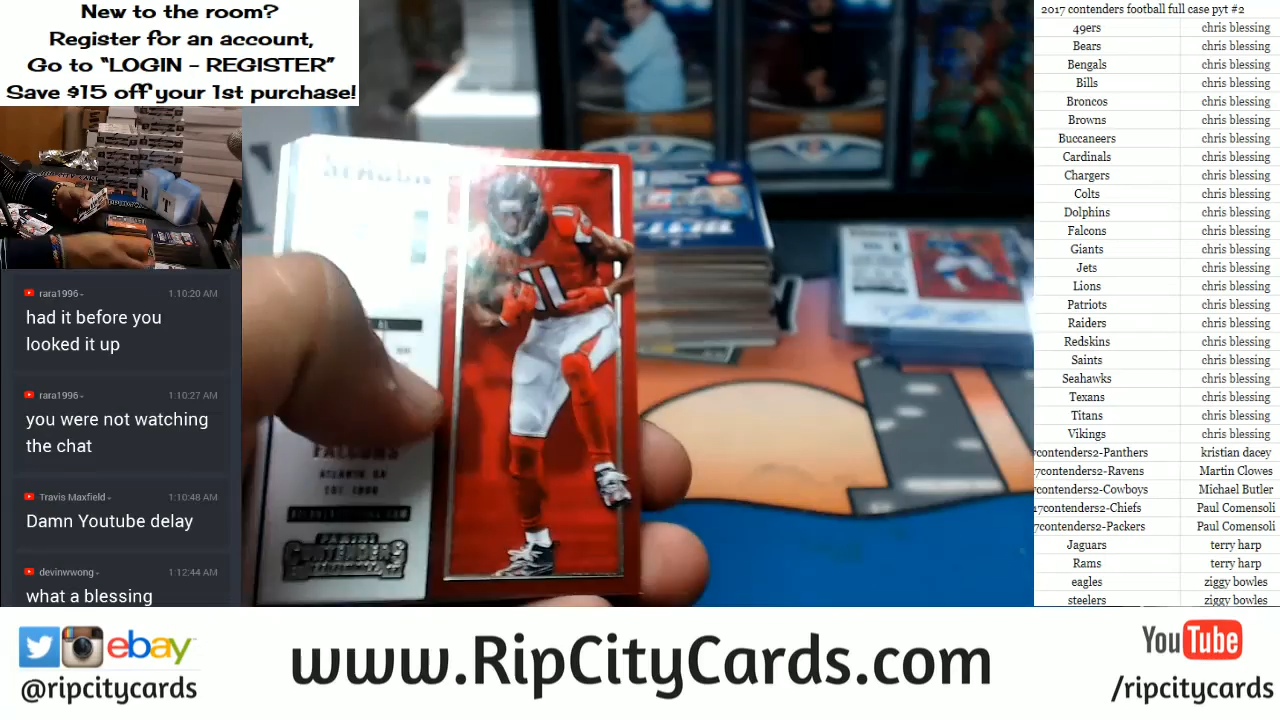 New to the room?
Register for an account,
Go to “LOGIN - REGISTER”
Save $15 off your 1st purchase!
rara1996 1:10:20 AM
had it before you
looked it up
rara1996 1:10:27 AM
you were not watching
the chat
Travis Maxfield 1:10:48 AM
Damn Youtube delay
devinwwong 1:12:44 AM
what a blessing
SEASON
11
FALCONS
ATLANTA, GA
PANINI
CONTENDERS
2017 contenders football full case pyt #2
49ers chris blessing
Bears chris blessing
Bengals chris blessing
Bills chris blessing
Broncos chris blessing
Browns chris blessing
Buccaneers chris blessing
Cardinals chris blessing
Chargers chris blessing
Colts chris blessing
Dolphins chris blessing
Falcons chris blessing
Giants chris blessing
Jets chris blessing
Lions chris blessing
Patriots chris blessing
Raiders chris blessing
Redskins chris blessing
Saints chris blessing
Seahawks chris blessing
Texans chris blessing
Titans chris blessing
Vikings chris blessing
contenders2-Panthers kristian dacey
7contenders2-Ravens Martin Clowes
contenders2-Cowboys Michael Butler
17contenders2-Chiefs Paul Comensoli
contenders2-Packers Paul Comensoli
Jaguars terry harp
Rams terry harp
eagles ziggy bowles
steelers ziggy bowles
ebay
@ripcitycards
www.RipCityCards.com
YouTube
/ripcitycards